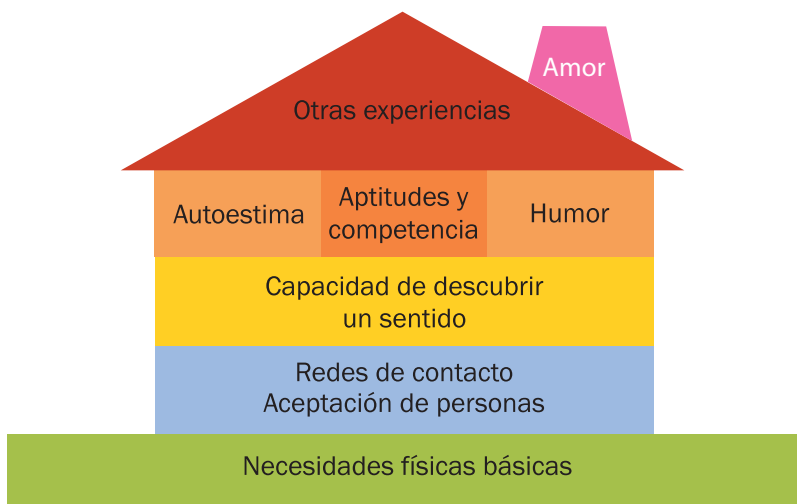 Amor
Otras experiencias
Autoestima
Aptitudes y
competencia
Humor
Capacidad de descubrir
un sentido
Redes de contacto
Aceptación de personas
Necesidades físicas básicas